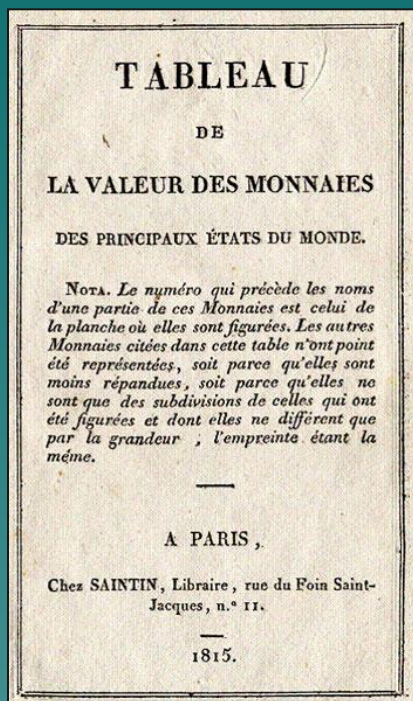 TABLEAU
DE
LA VALEUR DES MONNAIES
DES PRINCIPAUX ÉTATS DU MONDE.
NOTA. Le numéro qui précède les noms
d'une partie de ces Monnaies est celui de
la planche où elles sont figurées. Les autres
Monnaies citées dans cette table n'ont point
été représentées, soit parce qu'elles sont
moins répandues, soit parce qu'elles ne
sont que des subdivisions de celles qui ont
été figurées et dont elles ne différent que
par la grandeur ; l'empreinte étant la
méme.
A PARIS,
Chez SAINTIN, Libraire, rue du Foin Saint-
Jacques, n.º 11.
1815.